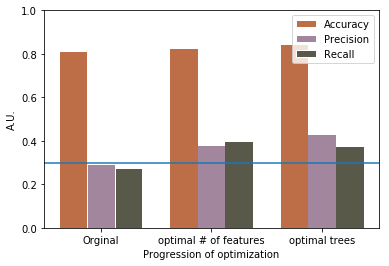 1.0
0.8
0.6
0.4
0.2
0.0
A.U.
Accuracy
Precision
Recall
Orginal
optimal # of features
optimal trees
Progression of optimization